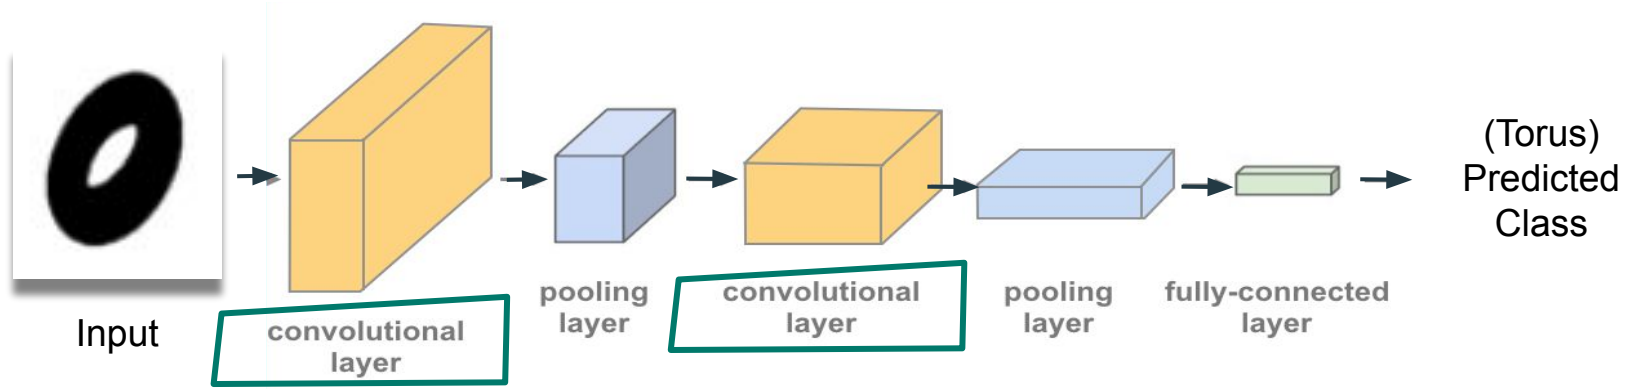 Input
convolutional
layer
pooling
layer
convolutional
layer
pooling
layer
fully-connected
layer
(Torus)
Predicted
Class